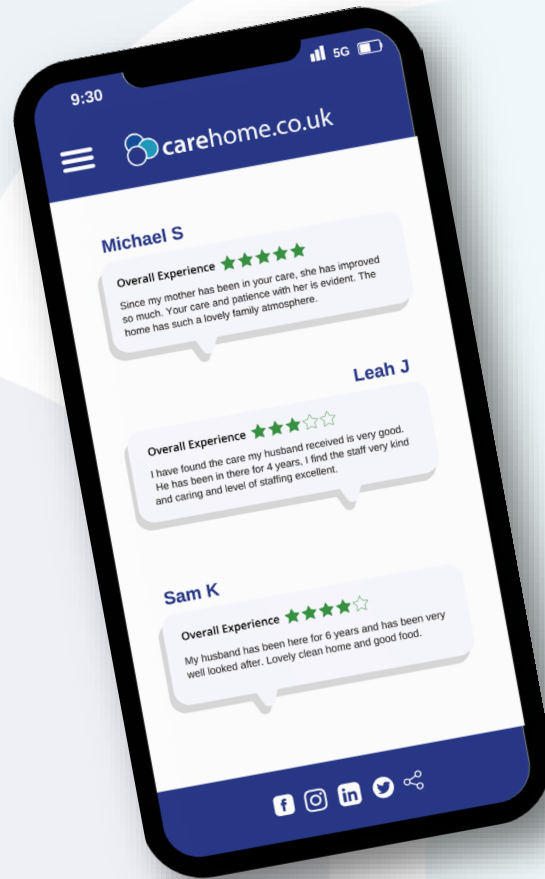 9:30
5G
carehome.co.uk
Michael S
Overall Experience
Since my mother has been in your care, she has improved
so much. Your care and patience with her is evident. The
home has such a lovely family atmosphere.
Leah J
Overall Experience
I have found the care my husband received is very good.
He has been in there for 4 years, I find the staff very kind
and caring and level of staffing excellent.
Sam K
Overall Experience
My husband has been here for 6 years and has been very
well looked after. Lovely clean home and good food.